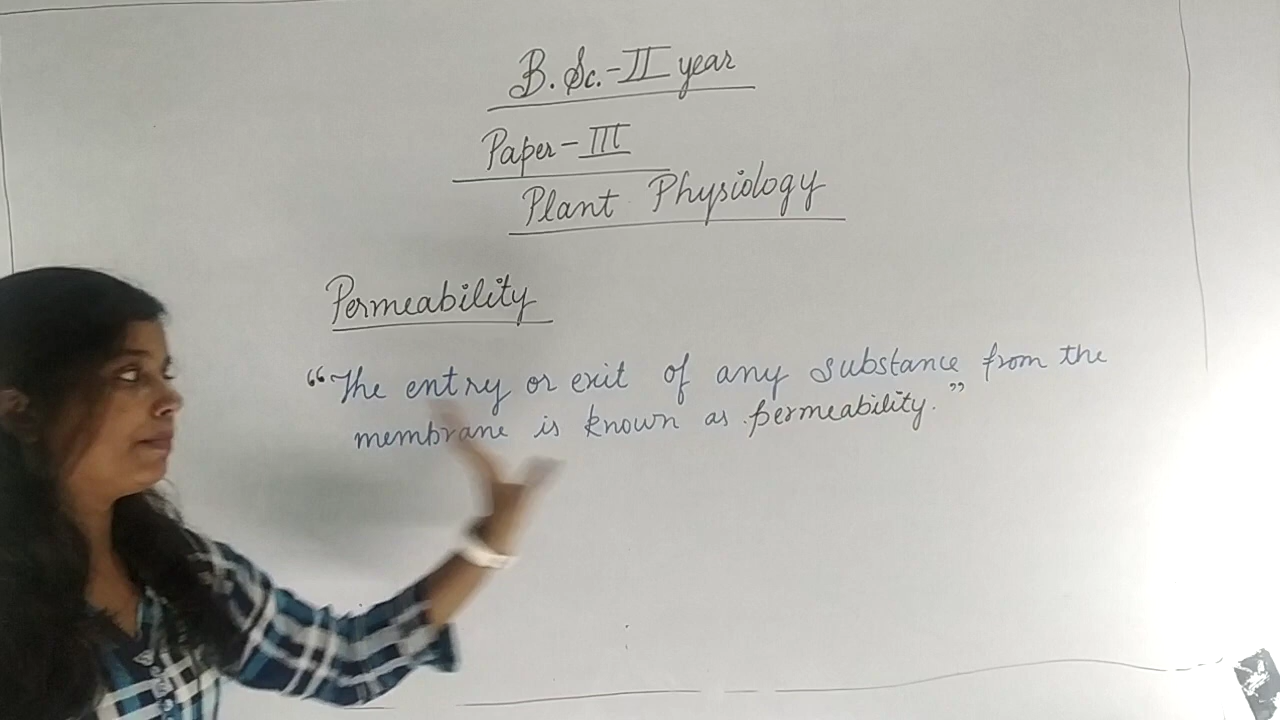 B.Sc.-II year
Paper-III
Plant Physiology
Permeability
“The entry or exit of any substance from the
membrane is known as permeability.”